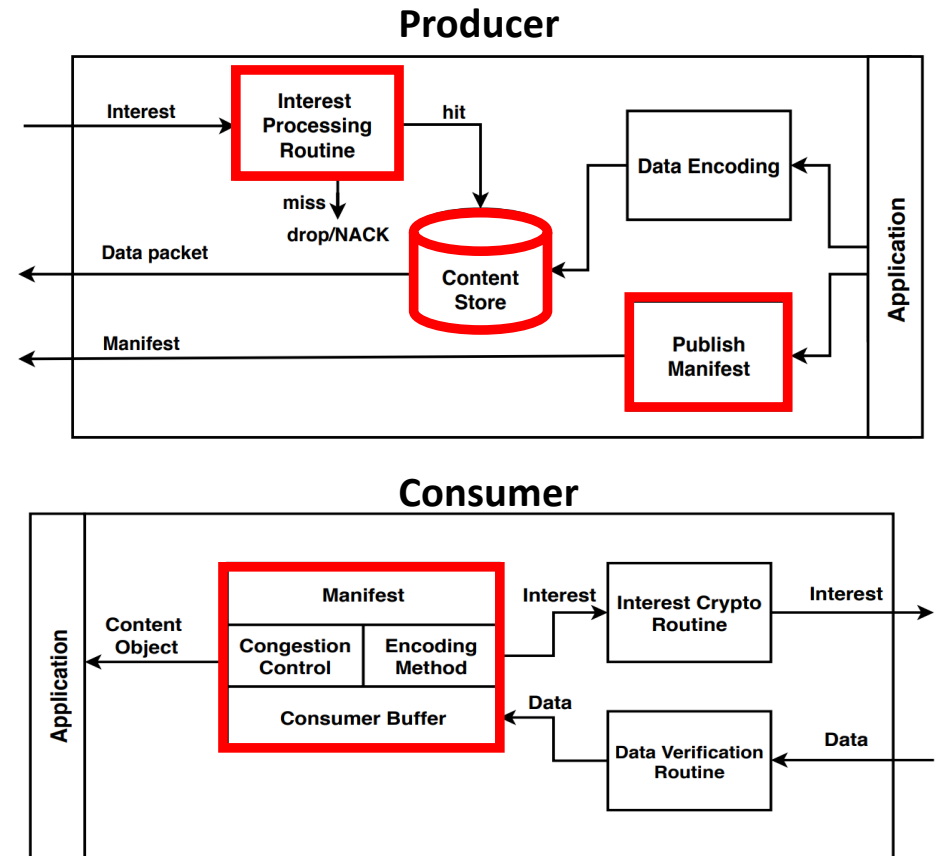 Producer
Interest
Interest
Processing
Routine
hit
miss
drop/NACK
Data Encoding
Data packet
Content
Store
Application
Manifest
Publish
Manifest
Consumer
Application
Content
Object
Manifest
Congestion
Control
Encoding
Method
Consumer Buffer
Interest
Interest Crypto
Routine
Interest
Data
Data Verification
Routine
Data